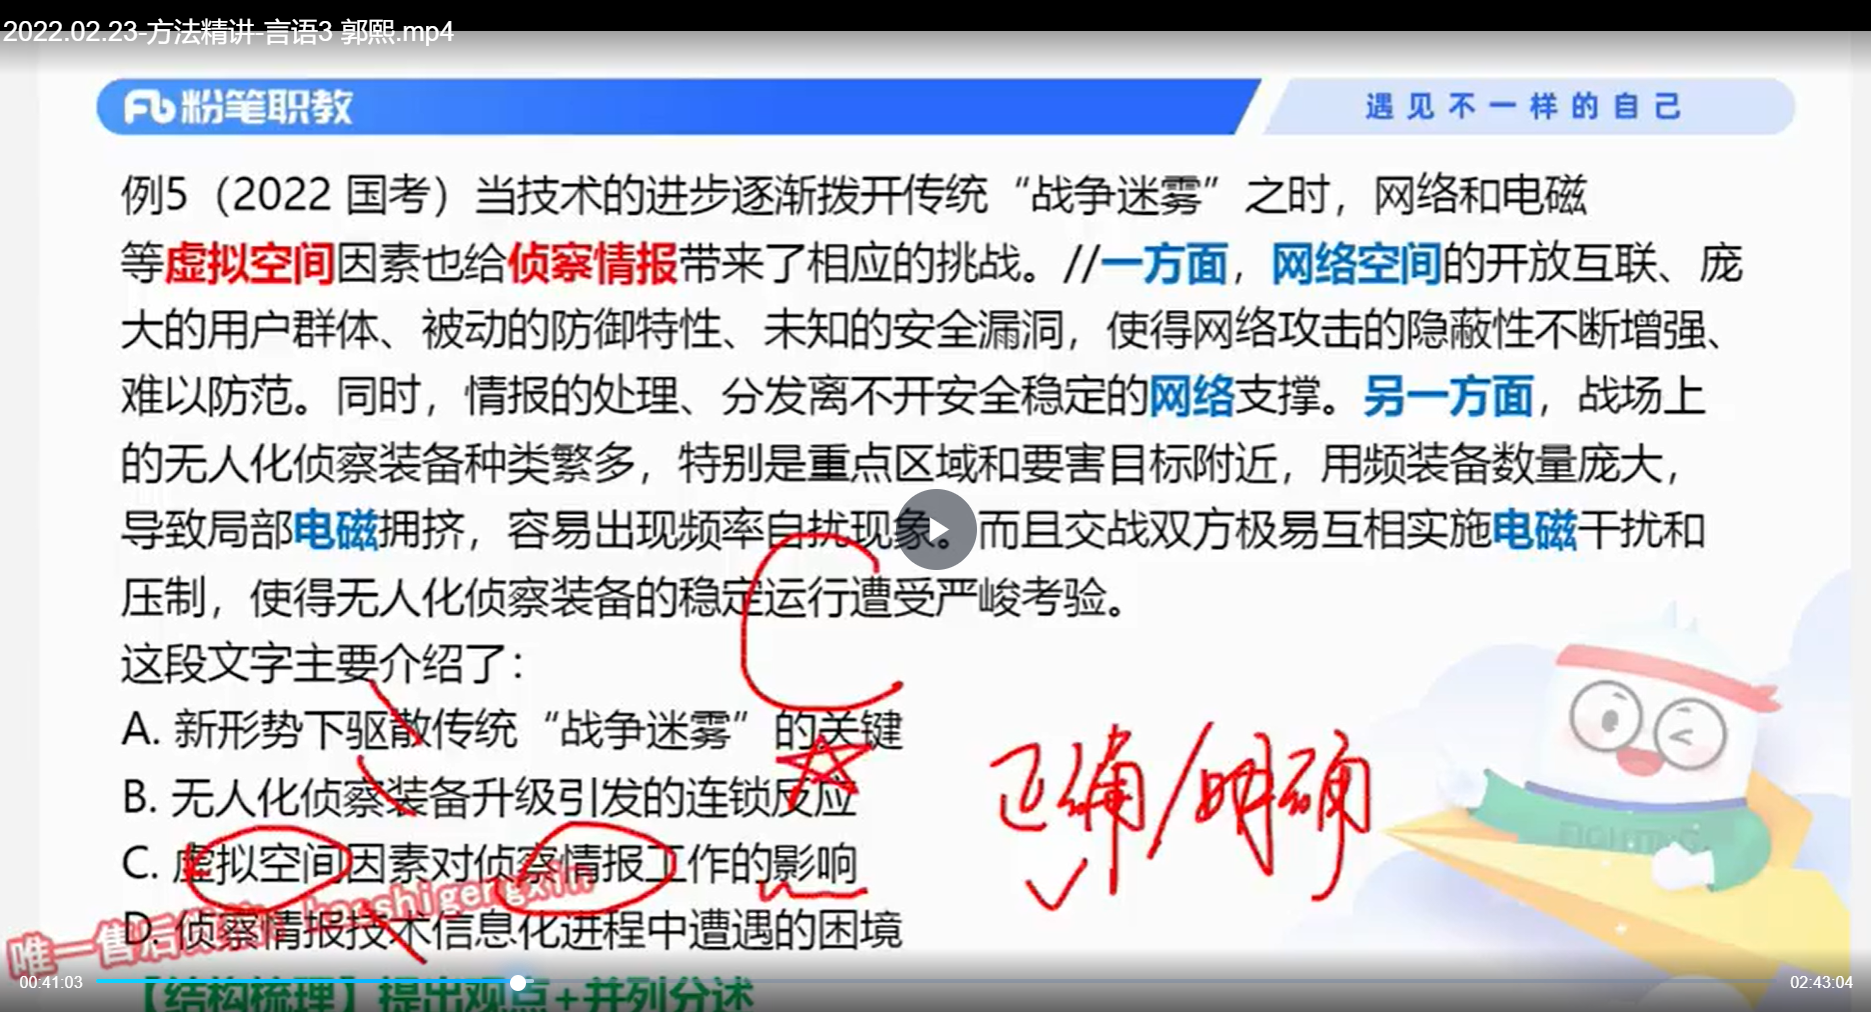 2022.02.23-方法精讲-言语3 郭熙.mp4
粉笔职教
遇见不一样的自己
例5（2022 国考）当技术的进步逐渐拨开传统“战争迷雾”之时，网络和电磁
等虚拟空间因素也给侦察情报带来了相应的挑战。//一方面，网络空间的开放互联、庞
大的用户群体、被动的防御特性、未知的安全漏洞，使得网络攻击的隐蔽性不断增强、
难以防范。同时，情报的处理、分发离不开安全稳定的网络支撑。另一方面，战场上
的无人化侦察装备种类繁多，特别是重点区域和要害目标附近，用频装备数量庞大，
导致局部电磁拥挤，容易出现频率自扰现象。而且交战双方极易互相实施电磁干扰和
压制，使得无人化侦察装备的稳定运行遭受严峻考验。
这段文字主要介绍了：
A. 新形势下驱散传统“战争迷雾”的关键
B. 无人化侦察装备升级引发的连锁反应
正确/明确
C. 虚拟空间因素对侦察情报工作的影响
D. 侦察情报技术信息化进程中遭遇的困境
唯一售后
FIGHTING
【结构梳理】提出观点+并列分述
00:41:03
02:43:04